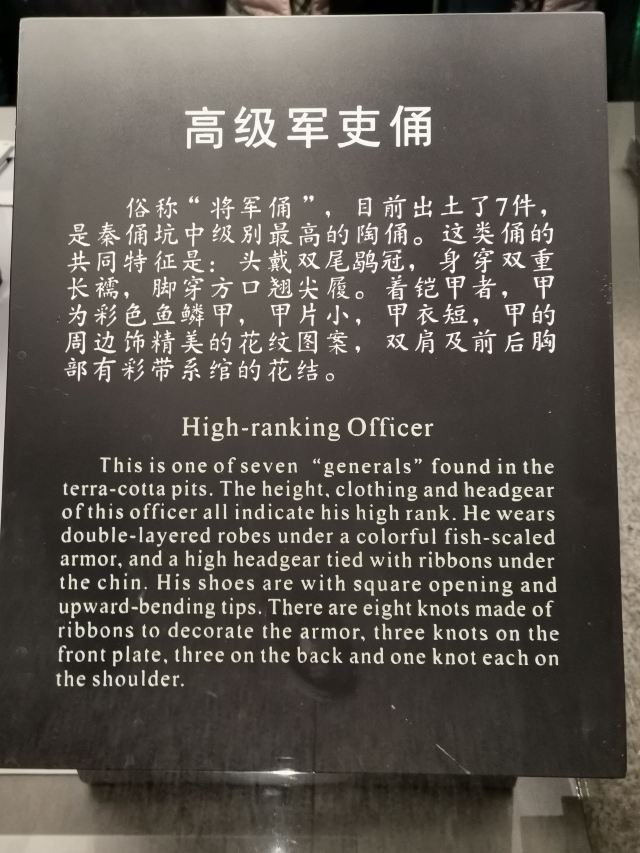 高级军吏俑
俗称“将军俑”，目前出土了7件，
是秦俑坑中级别最高的陶俑。这类俑的
共同特征是：头戴双尾鹖冠，身穿双重
长襦，脚穿方口翘尖履。着铠甲者，甲
为彩色鱼鳞甲，甲片小，甲衣短，甲的
周边饰精美的花纹图案，双肩及前后胸
部有彩带系绾的花结。
High-ranking Officer
This is one of seven “generals” found in the
terra-cotta pits. The height, clothing and headgear
of this officer all indicate his high rank. He wears
double-layered robes under a colorful fish-scaled
armor, and a high headgear tied with ribbons under
the chin. His shoes are with square opening and
upward-bending tips. There are eight knots made of
ribbons to decorate the armor, three knots on the
front plate, three on the back and one knot each on
the shoulder.